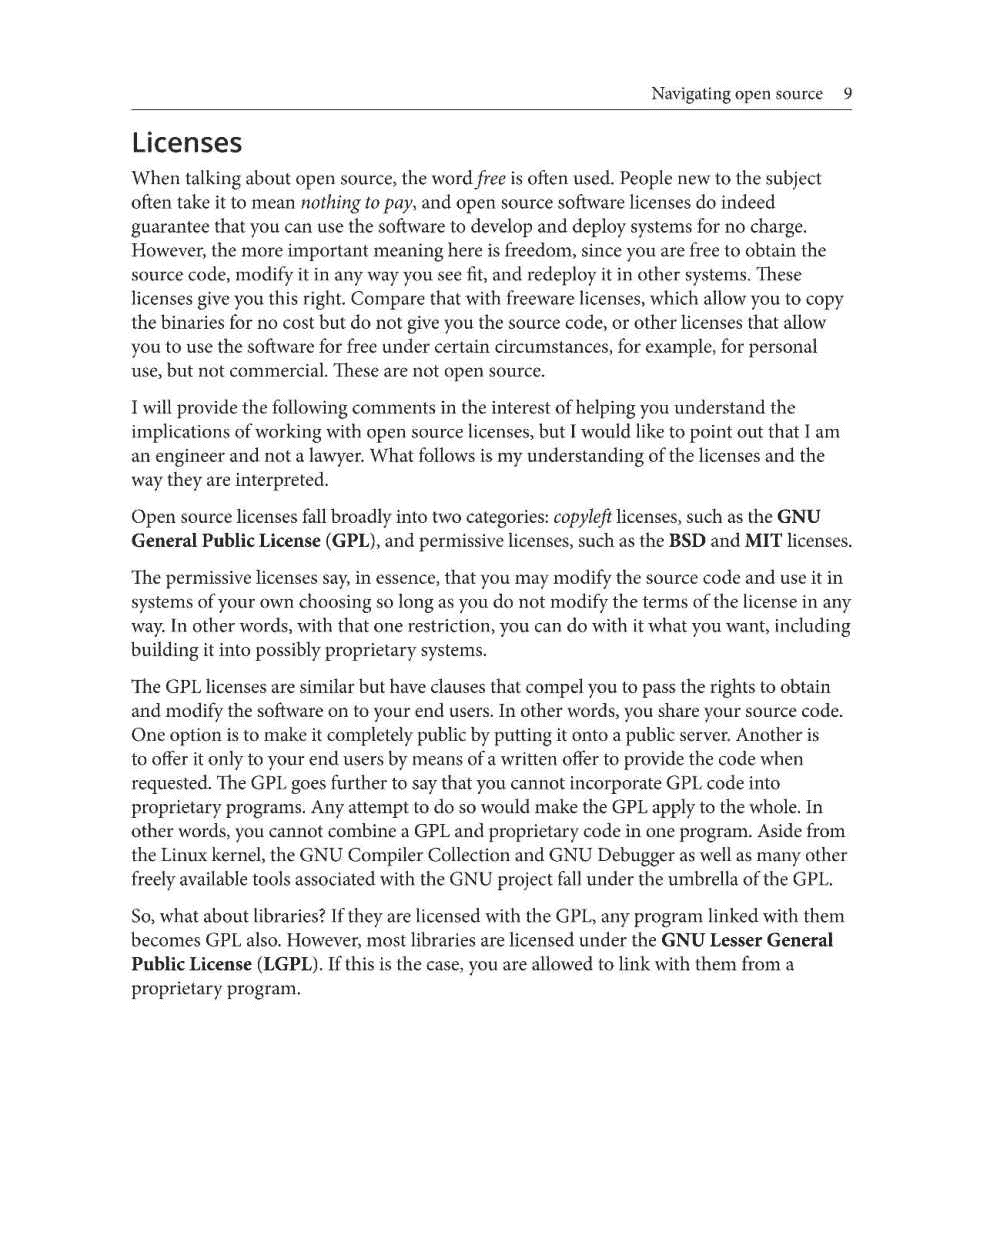 Navigating open source 9
Licenses
When talking about open source, the word free is often used. People new to the subject
often take it to mean nothing to pay, and open source software licenses do indeed
guarantee that you can use the software to develop and deploy systems for no charge.
However, the more important meaning here is freedom, since you are free to obtain the
source code, modify it in any way you see fit, and redeploy it in other systems. These
licenses give you this right. Compare that with freeware licenses, which allow you to copy
the binaries for no cost but do not give you the source code, or other licenses that allow
you to use the software for free under certain circumstances, for example, for personal
use, but not commercial. These are not open source.
I will provide the following comments in the interest of helping you understand the
implications of working with open source licenses, but I would like to point out that I am
an engineer and not a lawyer. What follows is my understanding of the licenses and the
way they are interpreted.
Open source licenses fall broadly into two categories: copyleft licenses, such as the GNU
General Public License (GPL), and permissive licenses, such as the BSD and MIT licenses.
The permissive licenses say, in essence, that you may modify the source code and use it in
systems of your own choosing so long as you do not modify the terms of the license in any
way. In other words, with that one restriction, you can do with it what you want, including
building it into possibly proprietary systems.
The GPL licenses are similar but have clauses that compel you to pass the rights to obtain
and modify the software on to your end users. In other words, you share your source code.
One option is to make it completely public by putting it onto a public server. Another is
to offer it only to your end users by means of a written offer to provide the code when
requested. The GPL goes further to say that you cannot incorporate GPL code into
proprietary programs. Any attempt to do so would make the GPL apply to the whole. In
other words, you cannot combine a GPL and proprietary code in one program. Aside from
the Linux kernel, the GNU Compiler Collection and GNU Debugger as well as many other
freely available tools associated with the GNU project fall under the umbrella of the GPL.
So, what about libraries? If they are licensed with the GPL, any program linked with them
becomes GPL also. However, most libraries are licensed under the GNU Lesser General
Public License (LGPL). If this is the case, you are allowed to link with them from a
proprietary program.